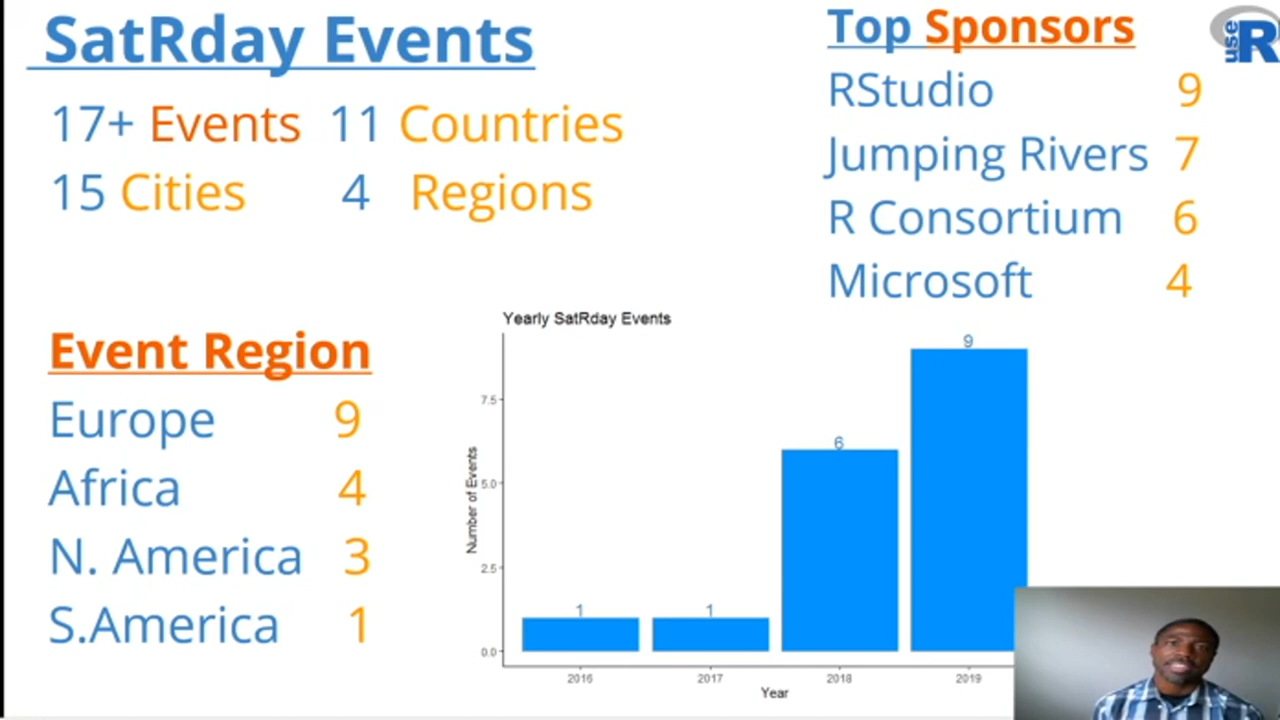 SatRday Events
17+ Events 11 Countries
15 Cities 4 Regions
Top Sponsors
RStudio 9
Jumping Rivers 7
R Consortium 6
Microsoft 4
use R
Event Region
Europe 9
Africa 4
N. America 3
S.America 1
Yearly SatRday Events
Number of Events
7.5
5.0
2.5
0.0
1
1
6
9
2016 2017 2018 2019
Year